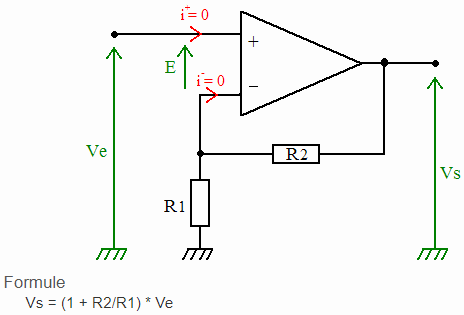 i⁺= 0
+
E
i⁻= 0
−
Ve
R2
Vs
R1
Formule
Vs = (1 + R2/R1) * Ve